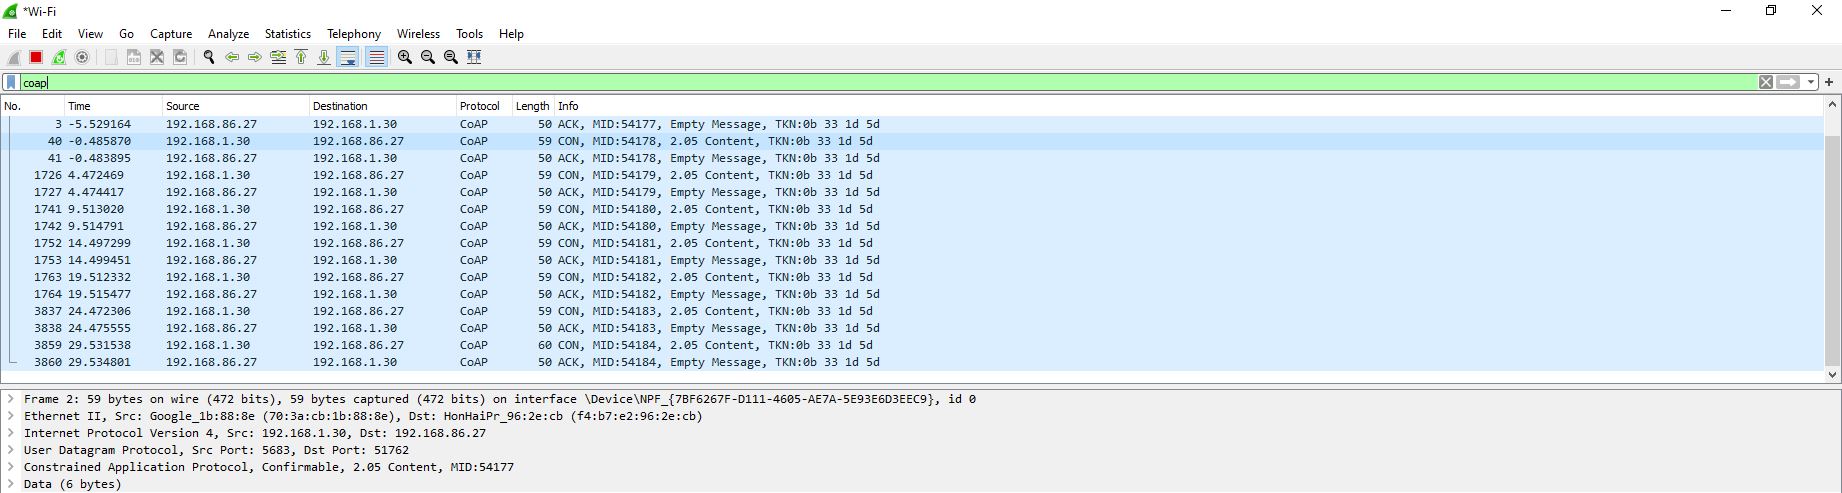 *Wi-Fi
File Edit View Go Capture Analyze Statistics Telephony Wireless Tools Help
coap
No. Time Source Destination Protocol Length Info
3 -5.529164 192.168.86.27 192.168.1.30 CoAP 50 ACK, MID:54177, Empty Message, TKN:0b 33 1d 5d
40 -0.485870 192.168.1.30 192.168.86.27 CoAP 59 CON, MID:54178, 2.05 Content, TKN:0b 33 1d 5d
41 -0.483895 192.168.86.27 192.168.1.30 CoAP 50 ACK, MID:54178, Empty Message, TKN:0b 33 1d 5d
1726 4.472469 192.168.1.30 192.168.86.27 CoAP 59 CON, MID:54179, 2.05 Content, TKN:0b 33 1d 5d
1727 4.474417 192.168.86.27 192.168.1.30 CoAP 50 ACK, MID:54179, Empty Message, TKN:0b 33 1d 5d
1741 9.513020 192.168.1.30 192.168.86.27 CoAP 59 CON, MID:54180, 2.05 Content, TKN:0b 33 1d 5d
1742 9.514791 192.168.86.27 192.168.1.30 CoAP 50 ACK, MID:54180, Empty Message, TKN:0b 33 1d 5d
1752 14.497299 192.168.1.30 192.168.86.27 CoAP 59 CON, MID:54181, 2.05 Content, TKN:0b 33 1d 5d
1753 14.499451 192.168.86.27 192.168.1.30 CoAP 50 ACK, MID:54181, Empty Message, TKN:0b 33 1d 5d
1763 19.512332 192.168.1.30 192.168.86.27 CoAP 59 CON, MID:54182, 2.05 Content, TKN:0b 33 1d 5d
1764 19.515477 192.168.86.27 192.168.1.30 CoAP 50 ACK, MID:54182, Empty Message, TKN:0b 33 1d 5d
3837 24.472306 192.168.1.30 192.168.86.27 CoAP 59 CON, MID:54183, 2.05 Content, TKN:0b 33 1d 5d
3838 24.475555 192.168.86.27 192.168.1.30 CoAP 50 ACK, MID:54183, Empty Message, TKN:0b 33 1d 5d
3859 29.531538 192.168.1.30 192.168.86.27 CoAP 60 CON, MID:54184, 2.05 Content, TKN:0b 33 1d 5d
3860 29.534801 192.168.86.27 192.168.1.30 CoAP 50 ACK, MID:54184, Empty Message, TKN:0b 33 1d 5d
Frame 2: 59 bytes on wire (472 bits), 59 bytes captured (472 bits) on interface \Device\NPF_{7BF6267F-D111-4605-AE7A-5E93E6D3EEC9}, id 0
Ethernet II, Src: Google_1b:88:8e (70:3a:cb:1b:88:8e), Dst: HonHaiPr_96:2e:cb (f4:b7:e2:96:2e:cb)
Internet Protocol Version 4, Src: 192.168.1.30, Dst: 192.168.86.27
User Datagram Protocol, Src Port: 5683, Dst Port: 51762
Constrained Application Protocol, Confirmable, 2.05 Content, MID:54177
Data (6 bytes)